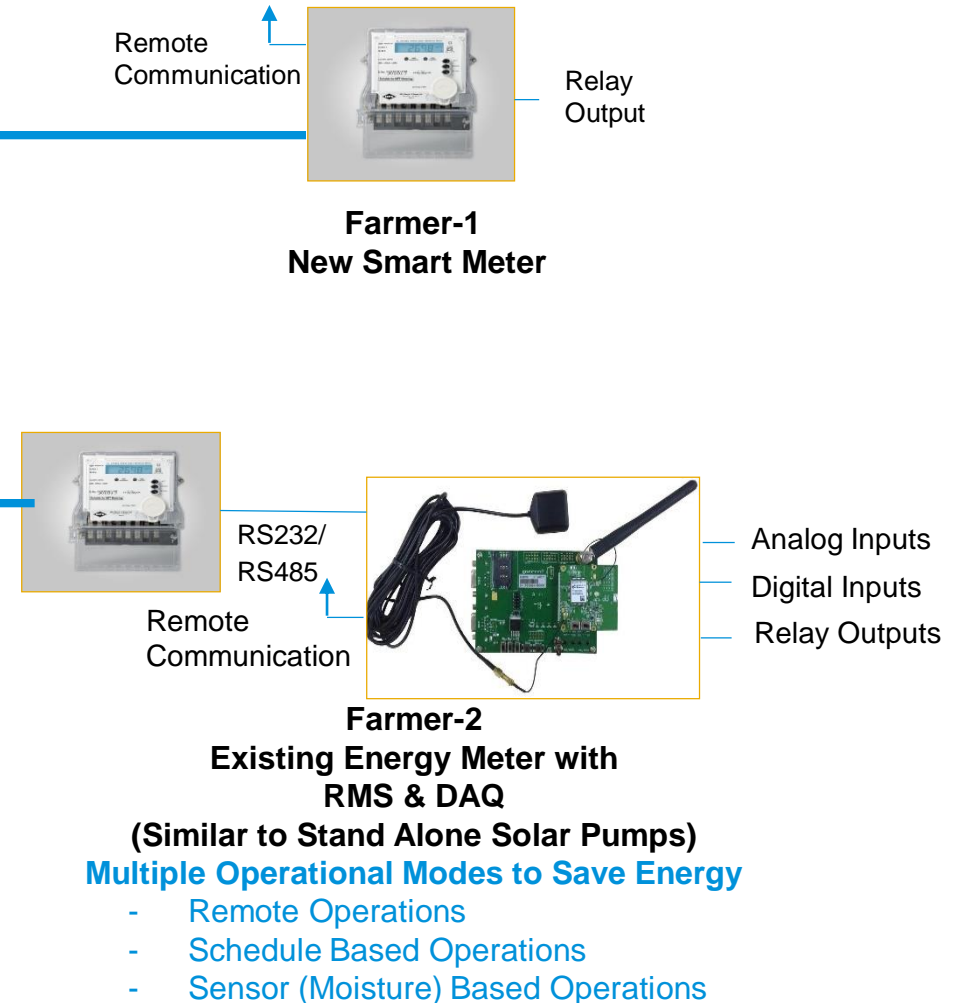 Remote
Communication
Relay
Output
Farmer-1
New Smart Meter
RS232/
RS485
Remote
Communication
Analog Inputs
Digital Inputs
Relay Outputs
Farmer-2
Existing Energy Meter with
RMS & DAQ
(Similar to Stand Alone Solar Pumps)
Multiple Operational Modes to Save Energy
- Remote Operations
- Schedule Based Operations
- Sensor (Moisture) Based Operations